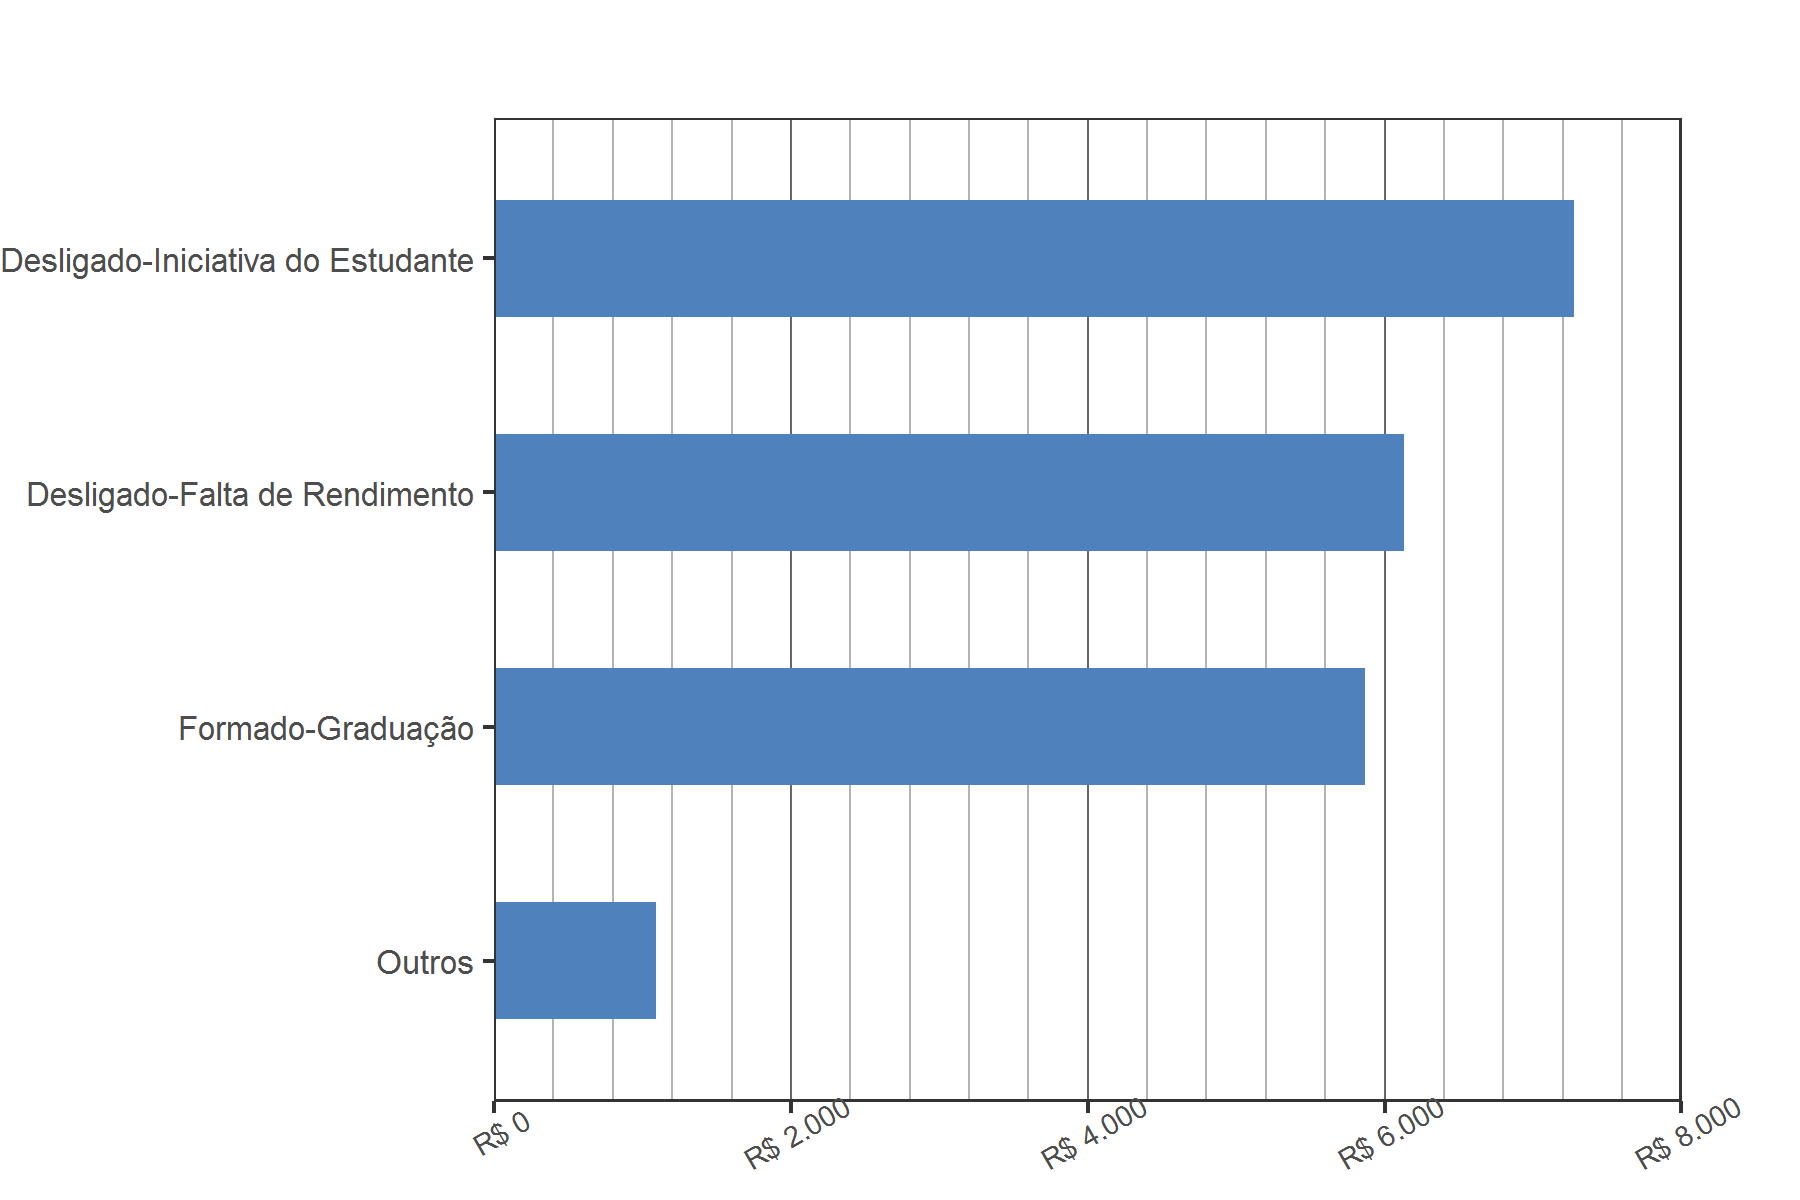 Desligado-Iniciativa do Estudante
Desligado-Falta de Rendimento
Formado-Graduação
Outros
R$ 0
R$ 2.000
R$ 4.000
R$ 6.000
R$ 8.000